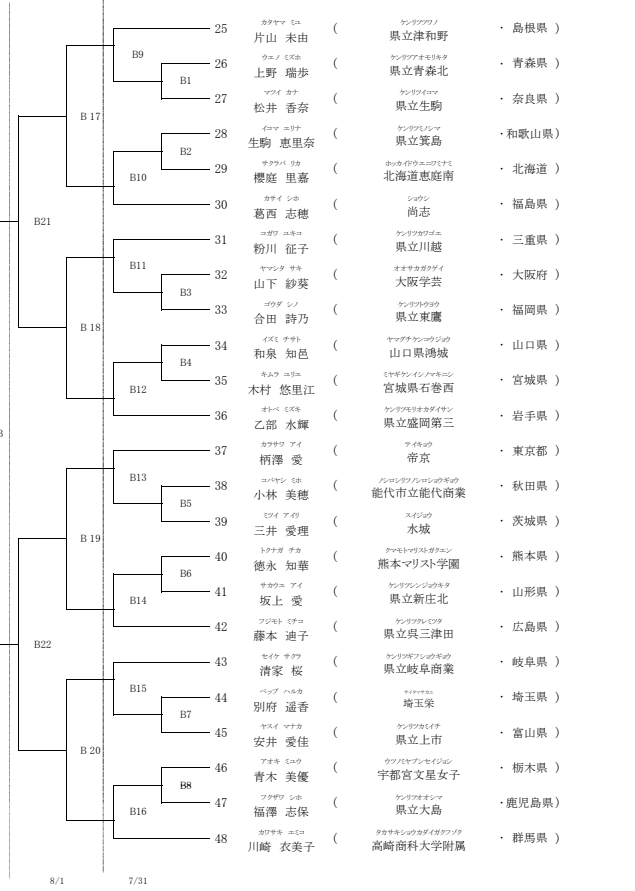 カタヤマ ミユ ケンリツツワノ
25 片山 未由 ( 県立津和野 ・ 島根県 )
B9
ウエノ ミズホ ケンリツアオモリキタ
26 上野 瑞歩 ( 県立青森北 ・ 青森県 )
B1
マツイ カナ ケンリツイコマ
27 松井 香奈 ( 県立生駒 ・ 奈良県 )
B 17
イコマ エリナ ケンリツミノシマ
28 生駒 恵里奈 ( 県立箕島 ・和歌山県 )
B2
サクラバ リカ ホッカイドウエニワミナミ
29 櫻庭 里嘉 ( 北海道恵庭南 ・ 北海道 )
B10
カサイ シホ ショウシ
30 葛西 志穂 ( 尚志 ・ 福島県 )
B21
コガワ ユキコ ケンリツカワゴエ
31 粉川 征子 ( 県立川越 ・ 三重県 )
B11
ヤマシタ サキ オオサカガクゲイ
32 山下 紗葵 ( 大阪学芸 ・ 大阪府 )
B3
ゴウダ シノ ケンリツトウヨウ
33 合田 詩乃 ( 県立東鷹 ・ 福岡県 )
B 18
イズミ チサト ヤマグチケンコウジョウ
34 和泉 知邑 ( 山口県鴻城 ・ 山口県 )
B4
キムラ ユリエ ミヤギケンイシノマキニシ
35 木村 悠里江 ( 宮城県石巻西 ・ 宮城県 )
B12
オトベ ミズキ ケンリツモリオカダイサン
36 乙部 水輝 ( 県立盛岡第三 ・ 岩手県 )
3
カラサワ アイ テイキョウ
37 柄澤 愛 ( 帝京 ・ 東京都 )
B13
コバヤシ ミホ ノシロシリツノシロショウギョウ
38 小林 美穂 ( 能代市立能代商業 ・ 秋田県 )
B5
ミツイ アイリ スイジョウ
39 三井 愛理 ( 水城 ・ 茨城県 )
B 19
トクナガ チカ クマモトマリストガクエン
40 徳永 知華 ( 熊本マリスト学園 ・ 熊本県 )
B6
サカウエ アイ ケンリツシンジョウキタ
41 坂上 愛 ( 県立新庄北 ・ 山形県 )
B14
フジモト ミチコ ケンリツクレミツタ
42 藤本 迪子 ( 県立呉三津田 ・ 広島県 )
B22
セイケ サクラ ケンリツギフショウギョウ
43 清家 桜 ( 県立岐阜商業 ・ 岐阜県 )
B15
ベップ ハルカ サイタマサカエ
44 別府 遥香 ( 埼玉栄 ・ 埼玉県 )
B7
ヤスイ マナカ ケンリツカミイチ
45 安井 愛佳 ( 県立上市 ・ 富山県 )
B 20
アオキ ミユウ ウツノミヤブンセイジョシ
46 青木 美優 ( 宇都宮文星女子 ・ 栃木県 )
B8
フクザワ シホ ケンリツオオシマ
47 福澤 志保 ( 県立大島 ・鹿児島県 )
B16
カワサキ エミコ タカサキショウカダイガクフゾク
48 川崎 衣美子 ( 高崎商科大学附属 ・ 群馬県 )
8/1 7/31